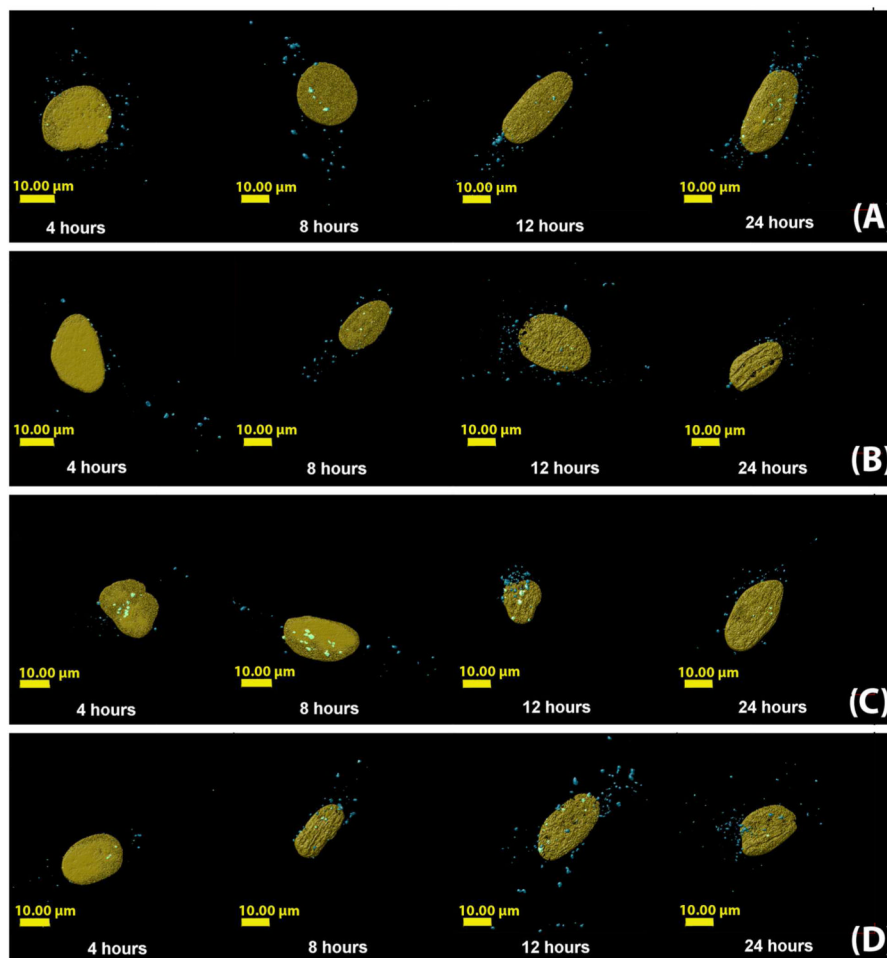 10.00 µm 10.00 µm 10.00 µm 10.00 µm
4 hours 8 hours 12 hours 24 hours (A)
10.00 µm 10.00 µm 10.00 µm 10.00 µm
4 hours 8 hours 12 hours 24 hours (B)
10.00 µm 10.00 µm 10.00 µm 10.00 µm
4 hours 8 hours 12 hours 24 hours (C)
10.00 µm 10.00 µm 10.00 µm 10.00 µm
4 hours 8 hours 12 hours 24 hours (D)